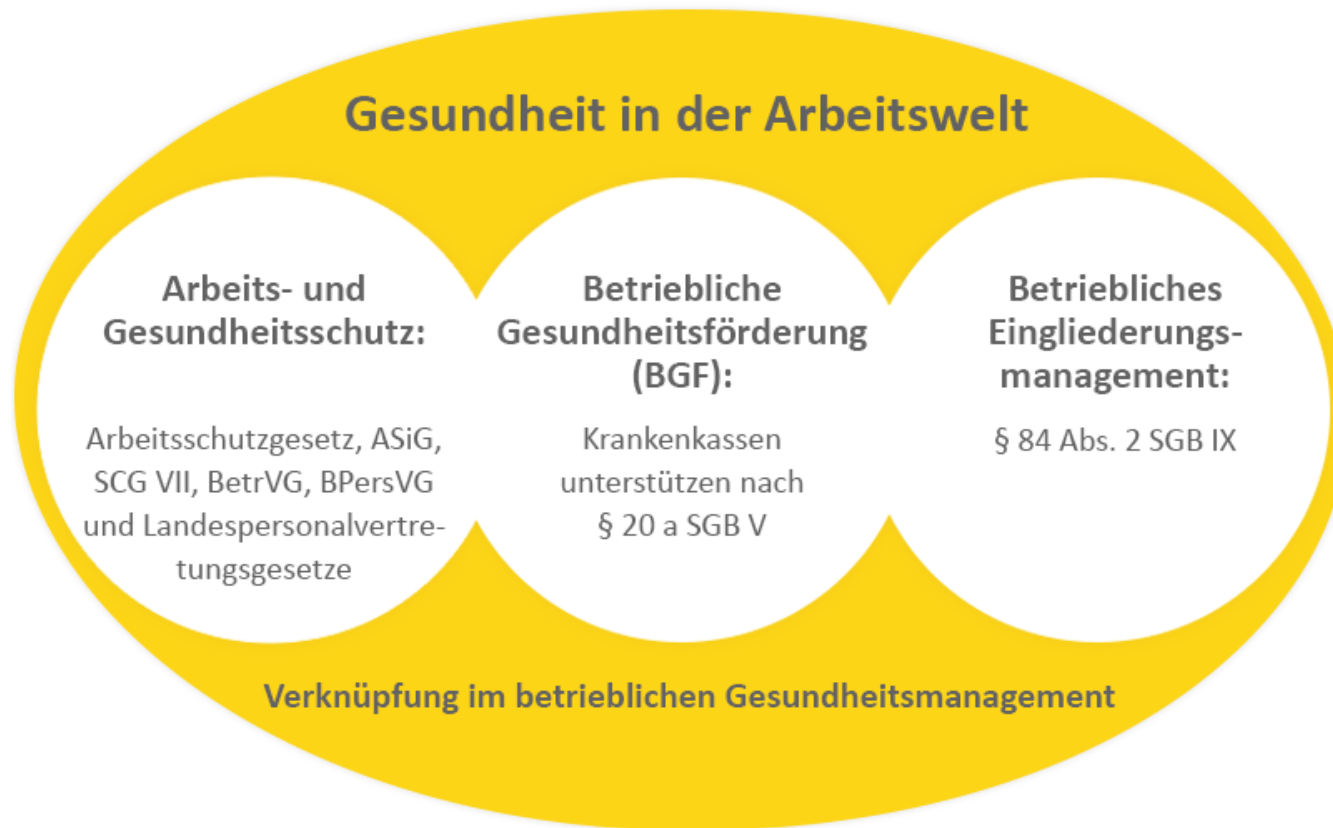 Gesundheit in der Arbeitswelt
Arbeits- und
Gesundheitsschutz:
Arbeitsschutzgesetz, ASiG,
SCG VII, BetrVG, BPersVG
und Landespersonalvertre-
tungsgesetze
Betriebliche
Gesundheitsförderung
(BGF):
Krankenkassen
unterstützen nach
§ 20 a SGB V
Betriebliches
Eingliederungs-
management:
§ 84 Abs. 2 SGB IX
Verknüpfung im betrieblichen Gesundheitsmanagement